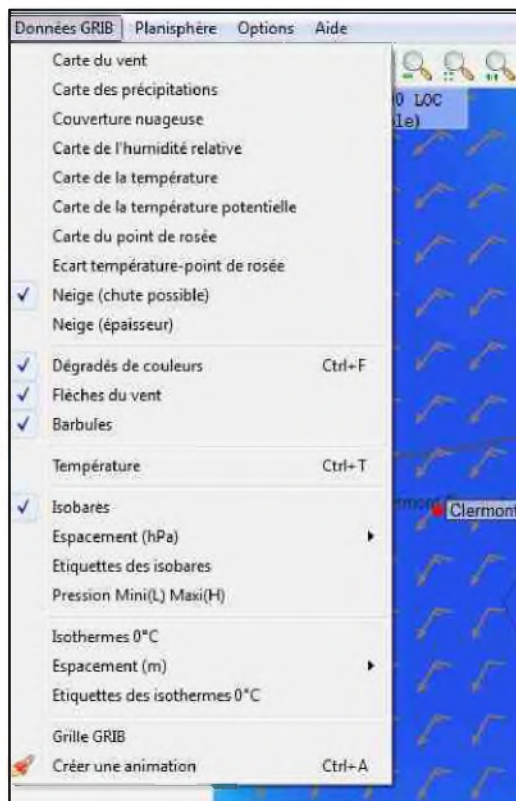 Données GRIB Planisphère Options Aide
Carte du vent
Carte des précipitations
Couverture nuageuse
Carte de l'humidité relative
Carte de la température
Carte de la température potentielle
Carte du point de rosée
Ecart température-point de rosée
Neige (chute possible)
Neige (épaisseur)
Dégradés de couleurs Ctrl+F
Flèches du vent
Barbules
Température Ctrl+T
Isobares
Espacement (hPa)
Etiquettes des isobares
Pression Mini(L) Maxi(H)
Isothermes 0°C
Espacement (m)
Etiquettes des isothermes 0°C
Grille GRIB
Créer une animation Ctrl+A
0 LOC
ble)
Clermont